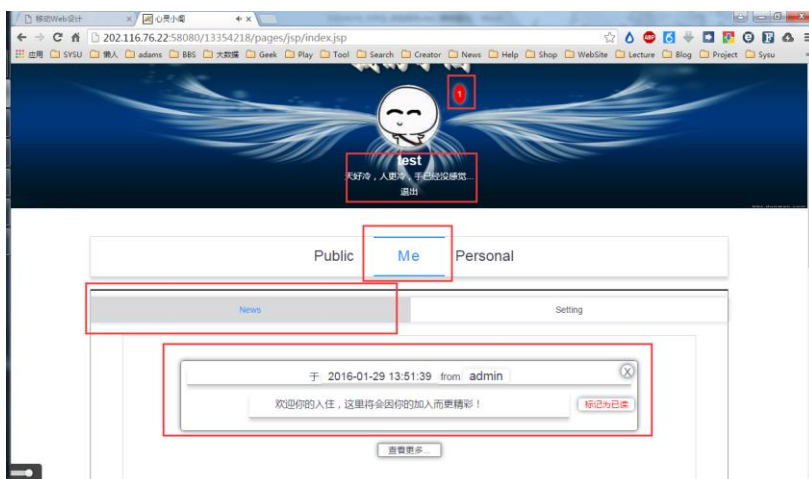 移动Web设计
心灵小阁
202.116.76.22:58080/13354218/pages/jsp/index.jsp
应用 SYSU 懒人 adams BBS 大数据 Geek Play Tool Search Creator News Help Shop WebSite Lecture Blog Project Sysu
1
test
天好冷，人更冷，手已经没感觉...
退出
Public Me Personal
News Setting
于 2016-01-29 13:51:39 from admin
X
欢迎你的入住，这里将会因你的加入而更精彩！
标记为已读
查看更多...